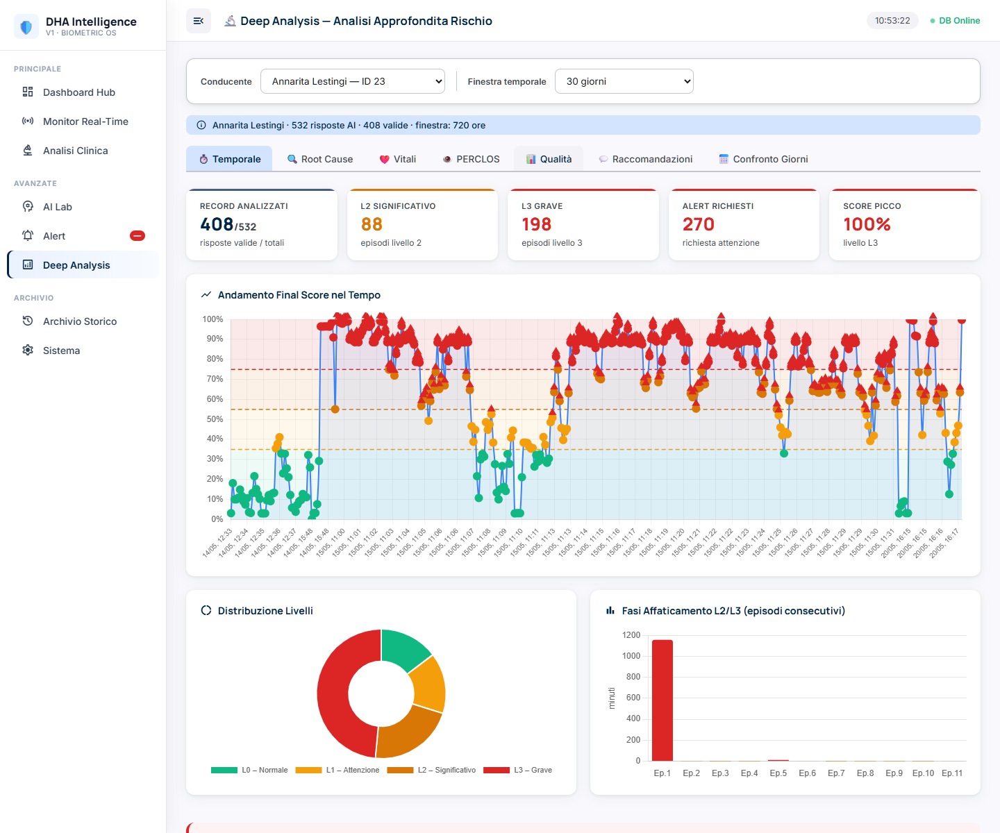 DHA Intelligence
V1 · BIOMETRIC OS
PRINCIPALE
Dashboard Hub
Monitor Real-Time
Analisi Clinica
AVANZATE
AI Lab
Alert
Deep Analysis
ARCHIVIO
Archivio Storico
Sistema
Deep Analysis — Analisi Approfondita Rischio
10:53:22
DB Online
Conducente
Annarita Lestingi — ID 23
Finestra temporale
30 giorni
Annarita Lestingi · 532 risposte AI · 408 valide · finestra: 720 ore
Temporale
Root Cause
Vitali
PERCLOS
Qualità
Raccomandazioni
Confronto Giorni
RECORD ANALIZZATI
408/532
risposte valide / totali
L2 SIGNIFICATIVO
88
episodi livello 2
L3 GRAVE
198
episodi livello 3
ALERT RICHIESTI
270
richiesta attenzione
SCORE PICCO
100%
livello L3
Andamento Final Score nel Tempo
100%
90%
80%
70%
60%
50%
40%
30%
20%
10%
0%
14/05, 12:33
14/05, 12:34
14/05, 12:35
14/05, 12:36
14/05, 12:37
14/05, 15:48
14/05, 15:48
15/05, 11:00
15/05, 11:01
15/05, 11:02
15/05, 11:03
15/05, 11:04
15/05, 11:05
15/05, 11:06
15/05, 11:06
15/05, 11:07
15/05, 11:08
15/05, 11:09
15/05, 11:10
15/05, 11:11
15/05, 11:13
15/05, 11:13
15/05, 11:14
15/05, 11:15
15/05, 11:16
15/05, 11:17
15/05, 11:18
15/05, 11:19
15/05, 11:20
15/05, 11:21
15/05, 11:22
15/05, 11:22
15/05, 11:23
15/05, 11:24
15/05, 11:25
15/05, 11:26
15/05, 11:27
15/05, 11:28
15/05, 11:29
15/05, 11:29
15/05, 11:30
15/05, 11:31
20/05, 16:15
20/05, 16:15
20/05, 16:16
20/05, 16:17
Distribuzione Livelli
L0 – Normale
L1 – Attenzione
L2 – Significativo
L3 – Grave
Fasi Affaticamento L2/L3 (episodi consecutivi)
minuti
1200
1000
800
600
400
200
0
Ep.1
Ep.2
Ep.3
Ep.4
Ep.5
Ep.6
Ep.7
Ep.8
Ep.9
Ep.10
Ep.11